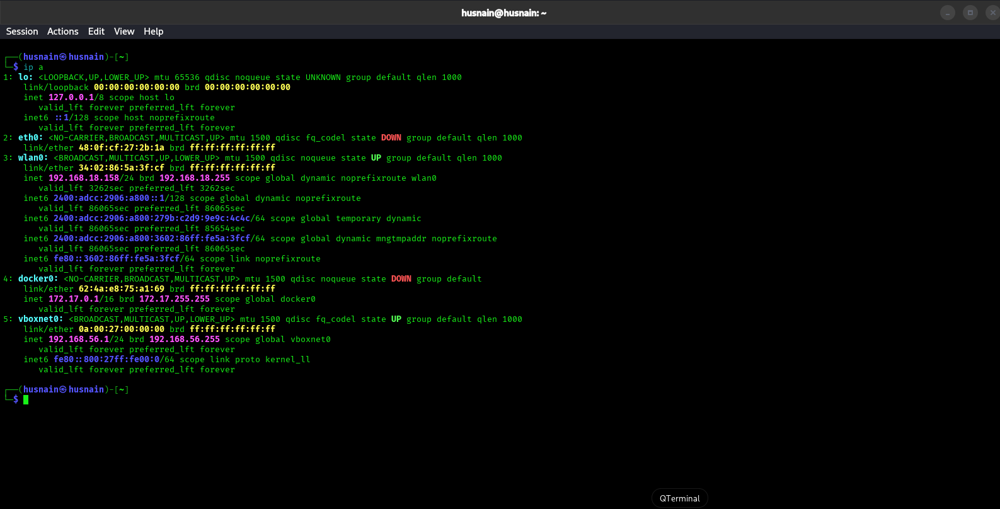 husnain@husnain: ~
Session Actions Edit View Help
┌──(husnain㉿husnain)-[~]
└─$ ip a
1: lo: <LOOPBACK,UP,LOWER_UP> mtu 65536 qdisc noqueue state UNKNOWN group default qlen 1000
    link/loopback 00:00:00:00:00:00 brd 00:00:00:00:00:00
    inet 127.0.0.1/8 scope host lo
       valid_lft forever preferred_lft forever
    inet6 ::1/128 scope host noprefixroute
       valid_lft forever preferred_lft forever
2: eth0: <NO-CARRIER,BROADCAST,MULTICAST,UP> mtu 1500 qdisc fq_codel state DOWN group default qlen 1000
    link/ether 48:0f:cf:27:2b:1a brd ff:ff:ff:ff:ff:ff
3: wlan0: <BROADCAST,MULTICAST,UP,LOWER_UP> mtu 1500 qdisc noqueue state UP group default qlen 1000
    link/ether 34:02:86:5a:3f:cf brd ff:ff:ff:ff:ff:ff
    inet 192.168.18.158/24 brd 192.168.18.255 scope global dynamic noprefixroute wlan0
       valid_lft 3262sec preferred_lft 3262sec
    inet6 2400:adcc:2906:a800::1/128 scope global dynamic noprefixroute
       valid_lft 86065sec preferred_lft 86065sec
    inet6 2400:adcc:2906:a800:279b:c2d9:9e9c:4c4c/64 scope global temporary dynamic
       valid_lft 86065sec preferred_lft 85654sec
    inet6 2400:adcc:2906:a800:3602:86ff:fe5a:3fcf/64 scope global dynamic mngtmpaddr noprefixroute
       valid_lft 86065sec preferred_lft 86065sec
    inet6 fe80::3602:86ff:fe5a:3fcf/64 scope link noprefixroute
       valid_lft forever preferred_lft forever
4: docker0: <NO-CARRIER,BROADCAST,MULTICAST,UP> mtu 1500 qdisc noqueue state DOWN group default
    link/ether 62:4a:e8:75:a1:69 brd ff:ff:ff:ff:ff:ff
    inet 172.17.0.1/16 brd 172.17.255.255 scope global docker0
       valid_lft forever preferred_lft forever
5: vboxnet0: <BROADCAST,MULTICAST,UP,LOWER_UP> mtu 1500 qdisc fq_codel state UP group default qlen 1000
    link/ether 0a:00:27:00:00:00 brd ff:ff:ff:ff:ff:ff
    inet 192.168.56.1/24 brd 192.168.56.255 scope global vboxnet0
       valid_lft forever preferred_lft forever
    inet6 fe80::800:27ff:fe00:0/64 scope link proto kernel_ll
       valid_lft forever preferred_lft forever
┌──(husnain㉿husnain)-[~]
└─$
QTerminal